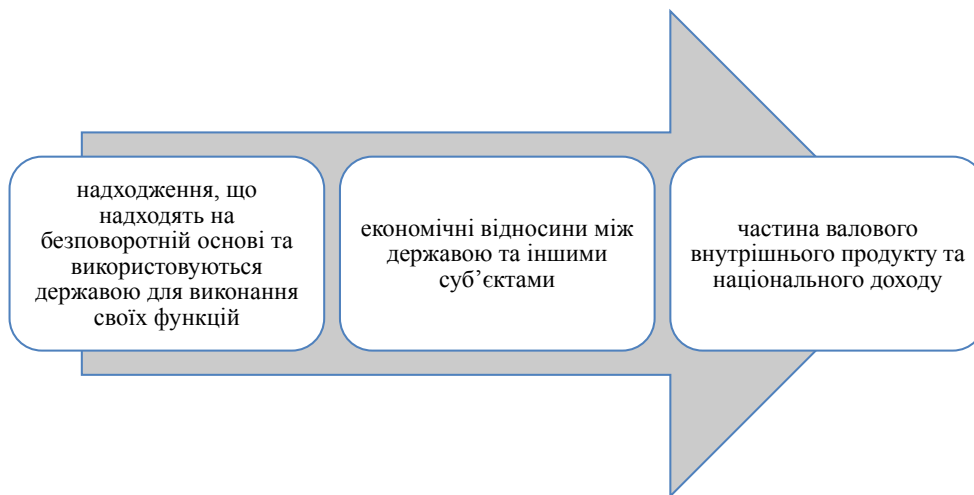 надходження, що
надходять на
безповоротній основі та
використовуються
державою для виконання
своїх функцій
економічні відносини між
державою та іншими
суб’єктами
частина валового
внутрішнього продукту та
національного доходу